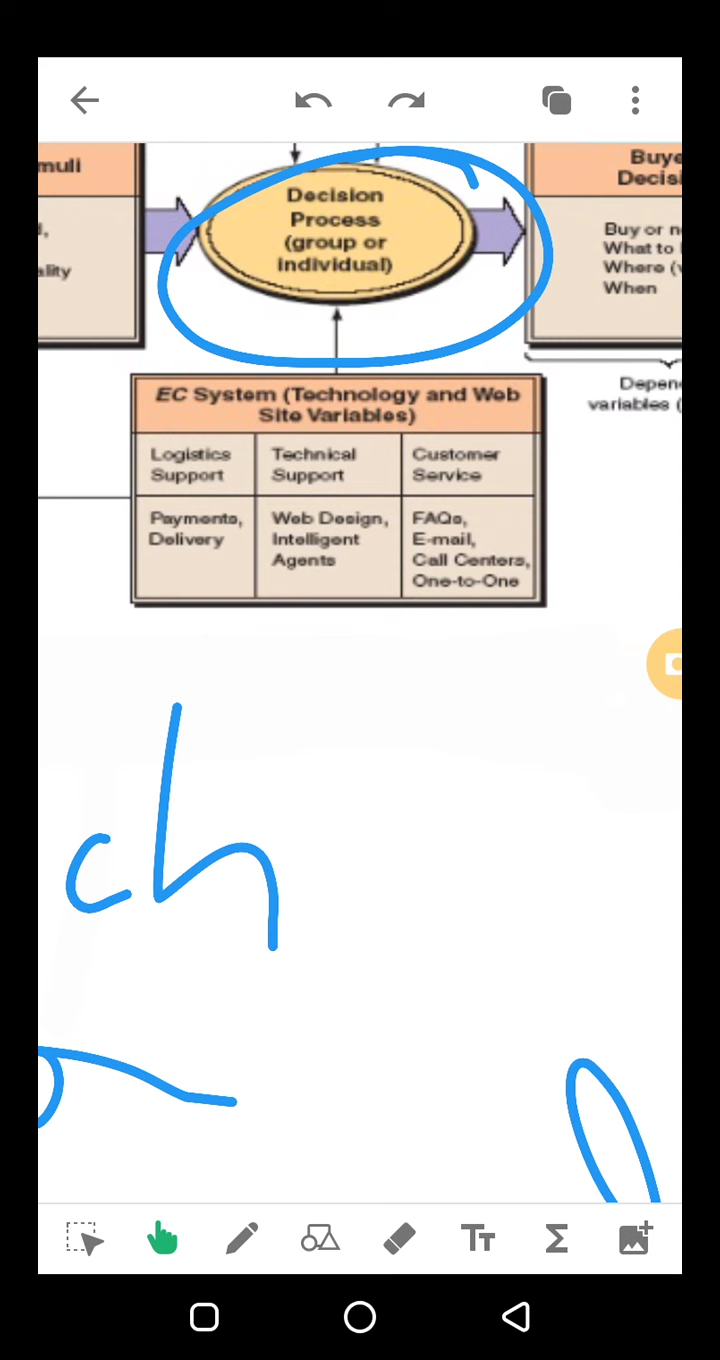 muli
Decision
Process
(group or
individual)
Buye
Decisi
d,
ality
Buy or n
What to
Where (
When
Depen
variables (
EC System (Technology and Web
Site Variables)
Logistics
Support
Technical
Support
Customer
Service
Payments,
Delivery
Web Design,
Intelligent
Agents
FAQs,
E-mail,
Call Centers,
One-to-One
ch